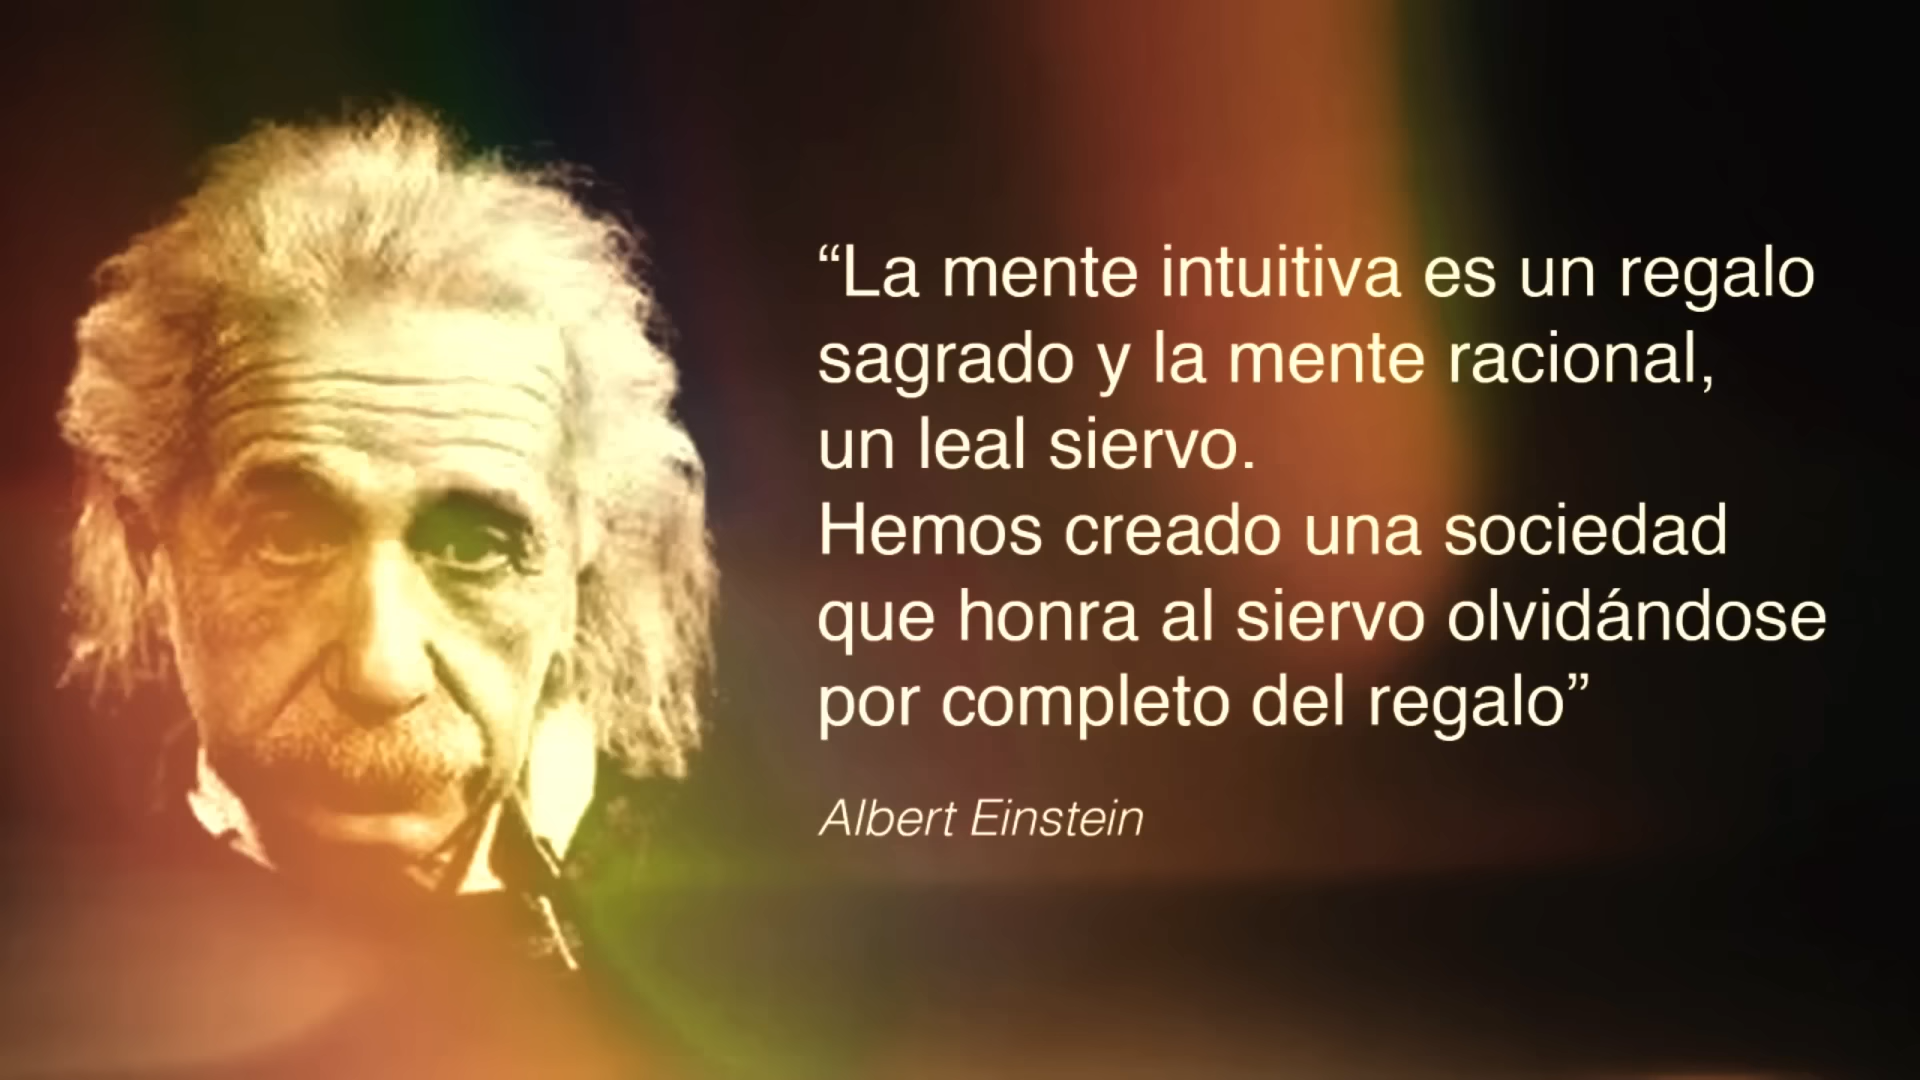 “La mente intuitiva es un regalo
sagrado y la mente racional,
un leal siervo.
Hemos creado una sociedad
que honra al siervo olvidándose
por completo del regalo”
Albert Einstein